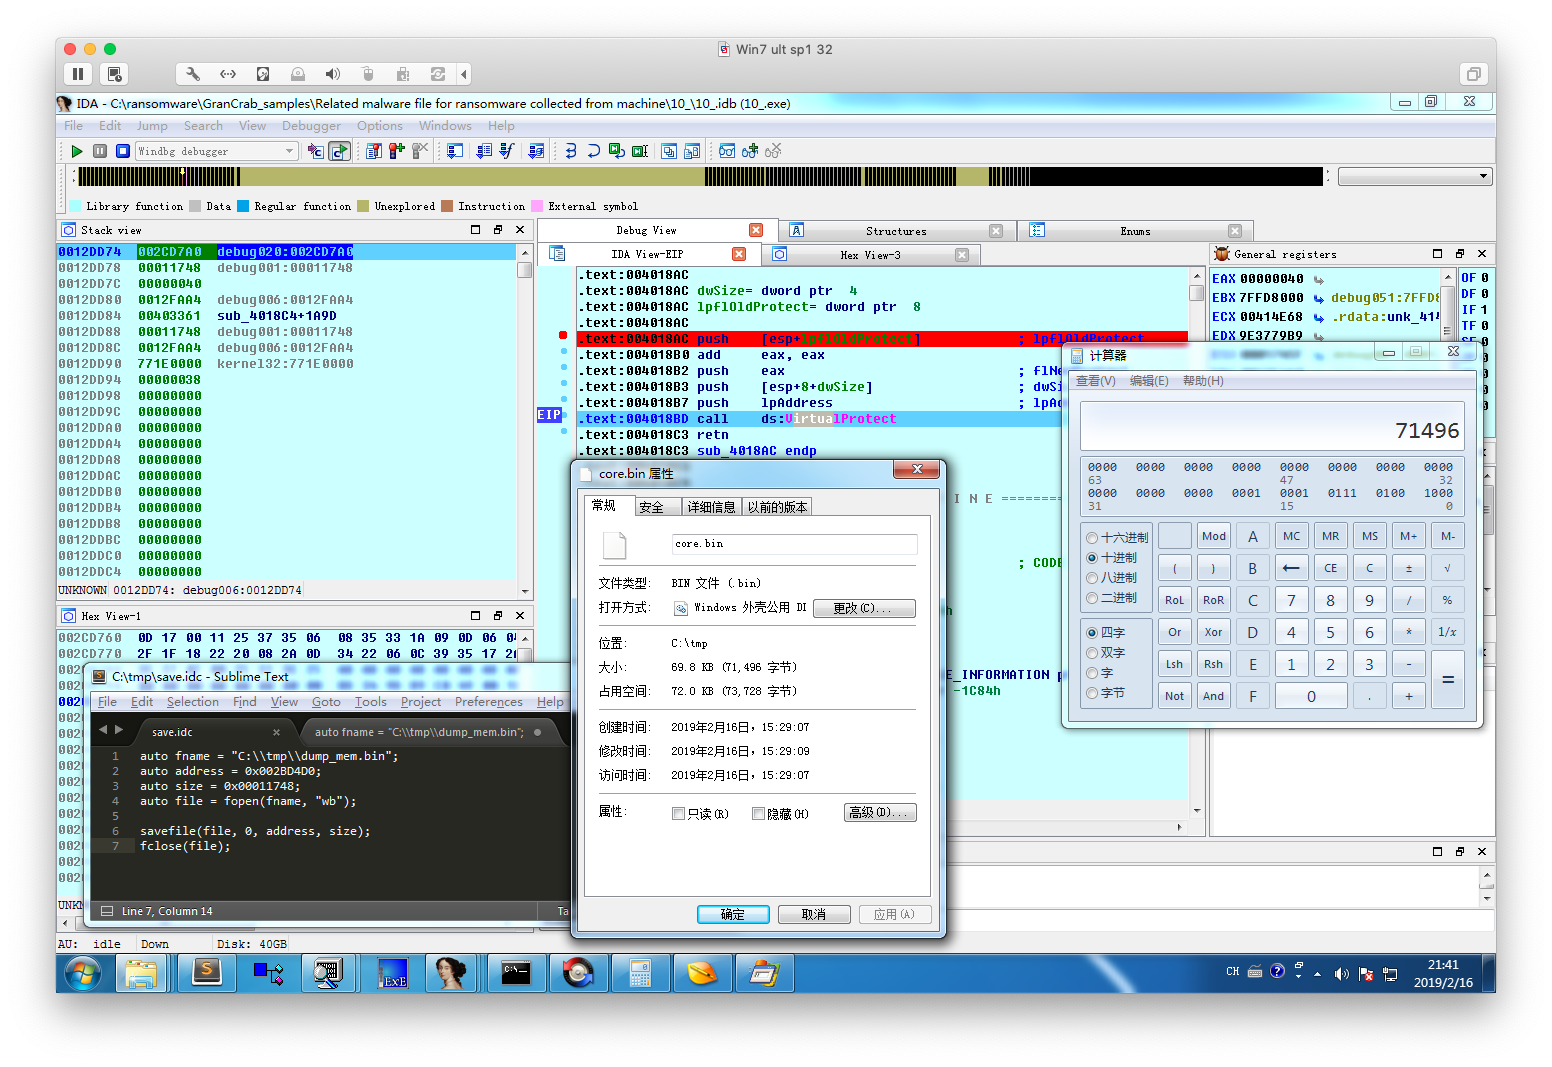 Win7 ult sp1 32
IDA - C:\ransomware\GranCrab_samples\Related malware file for ransomware collected from machine\10_\10_.idb (10_.exe)
File Edit Jump Search View Debugger Options Windows Help
Windbg debugger
Library function Data Regular function Unexplored Instruction External symbol
Stack view
0012DD74 002CD7A0 debug020:002CD7A0
0012DD78 00011748 debug001:00011748
0012DD7C 00000040
0012DD80 0012FAA4 debug006:0012FAA4
0012DD84 00403361 sub_4018C4+1A9D
0012DD88 00011748 debug001:00011748
0012DD8C 0012FAA4 debug006:0012FAA4
0012DD90 771E0000 kernel32:771E0000
0012DD94 00000038
0012DD98 00000000
0012DD9C 00000000
0012DDA0 00000000
0012DDA4 00000000
0012DDA8 00000000
0012DDAC 00000000
0012DDB0 00000000
0012DDB4 00000000
0012DDB8 00000000
0012DDBC 00000000
0012DDC0 00000000
0012DDC4 00000000
UNKNOWN 0012DD74: debug006:0012DD74
Hex View-1
002CD760 0D 17 00 11 25 37 35 06 08 35 33 1A 09 0D 06
002CD770 2F 1F 18 22 20 08 2A 0D 34 22 06 0C 39 35 17
Debug View Structures Enums
IDA View-EIP Hex View-3
.text:004018AC
.text:004018AC dwSize= dword ptr 4
.text:004018AC lpflOldProtect= dword ptr 8
.text:004018AC
.text:004018AC push [esp+lpflOldProtect] ; lpflOldProtect
.text:004018B0 add eax, eax
.text:004018B2 push eax ; flNe
.text:004018B3 push [esp+8+dwSize] ; dwSi
.text:004018B7 push lpAddress ; lpA
EIP .text:004018BD call ds:VirtualProtect
.text:004018C3 retn
.text:004018C3 sub_4018AC endp
I N E =========
; CODE
E_INFORMATION p
-1C84h
General registers
EAX 00000040
EBX 7FFD8000 debug051:7FFD8
ECX 00414E68 .rdata:unk_414
EDX 9E3779B9
OF 0
DF 0
IF 1
TF 0
计算器
查看(V) 编辑(E) 帮助(H)
71496
0000 0000 0000 0000 0000 0000 0000 0000
63 47 32
0000 0000 0000 0001 0001 0111 0100 1000
31 15 0
十六进制
十进制
八进制
二进制
四字
双字
字
字节
Mod A MC MR MS M+ M-
( ) B ← CE C ± √
RoL RoR C 7 8 9 / %
Or Xor D 4 5 6 * 1/x
Lsh Rsh E 1 2 3 - =
Not And F 0 . +
core.bin 属性
常规 安全 详细信息 以前的版本
core.bin
文件类型: BIN 文件 (.bin)
打开方式: Windows 外壳公用 Dl 更改(C)...
位置: C:\tmp
大小: 69.8 KB (71,496 字节)
占用空间: 72.0 KB (73,728 字节)
创建时间: 2019年2月16日，15:29:07
修改时间: 2019年2月16日，15:29:09
访问时间: 2019年2月16日，15:29:07
属性: 只读(R) 隐藏(H) 高级(D)...
确定 取消 应用(A)
C:\tmp\save.idc - Sublime Text
File Edit Selection Find View Goto Tools Project Preferences Help
save.idc auto fname = "C:\\tmp\\dump_mem.bin";
1 auto fname = "C:\\tmp\\dump_mem.bin";
2 auto address = 0x002BD4D0;
3 auto size = 0x00011748;
4 auto file = fopen(fname, "wb");
5
6 savefile(file, 0, address, size);
7 fclose(file);
Line 7, Column 14
Ta
AU: idle Down Disk: 40GB
CH
21:41
2019/2/16